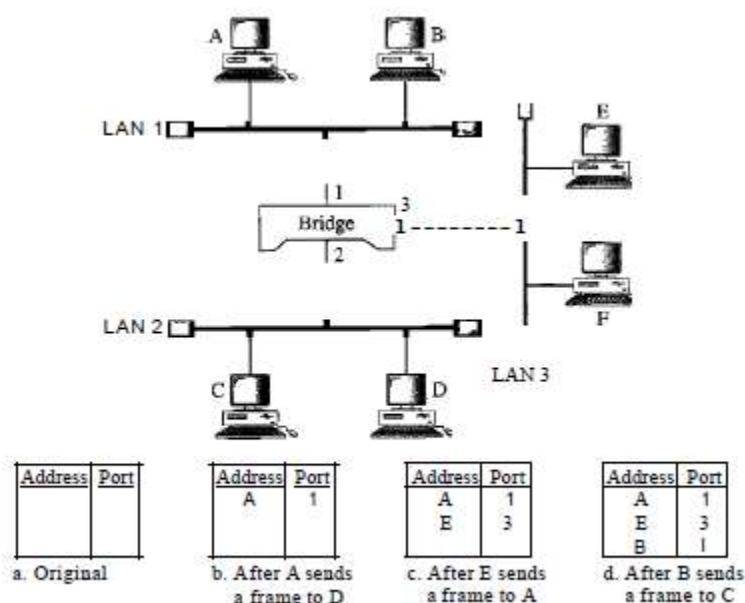 A
B
LAN 1
E
1
3
Bridge
1
1
2
F
LAN 2
LAN 3
C
D
Address Port
Address Port
A 1
Address Port
A 1
E 3
Address Port
A 1
E 3
B l
a. Original
b. After A sends
a frame to D
c. After E sends
a frame to A
d. After B sends
a frame to C